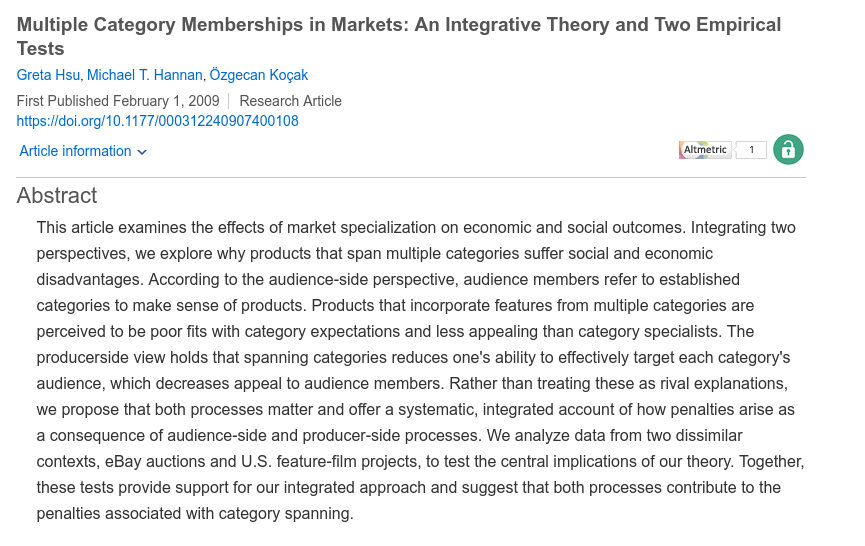 Multiple Category Memberships in Markets: An Integrative Theory and Two Empirical
Tests
Greta Hsu, Michael T. Hannan, Özgecan Koçak
First Published February 1, 2009 Research Article
https://doi.org/10.1177/000312240907400108
Article information
Altmetric 1
Abstract
This article examines the effects of market specialization on economic and social outcomes. Integrating two
perspectives, we explore why products that span multiple categories suffer social and economic
disadvantages. According to the audience-side perspective, audience members refer to established
categories to make sense of products. Products that incorporate features from multiple categories are
perceived to be poor fits with category expectations and less appealing than category specialists. The
producerside view holds that spanning categories reduces one's ability to effectively target each category's
audience, which decreases appeal to audience members. Rather than treating these as rival explanations,
we propose that both processes matter and offer a systematic, integrated account of how penalties arise as
a consequence of audience-side and producer-side processes. We analyze data from two dissimilar
contexts, eBay auctions and U.S. feature-film projects, to test the central implications of our theory. Together,
these tests provide support for our integrated approach and suggest that both processes contribute to the
penalties associated with category spanning.